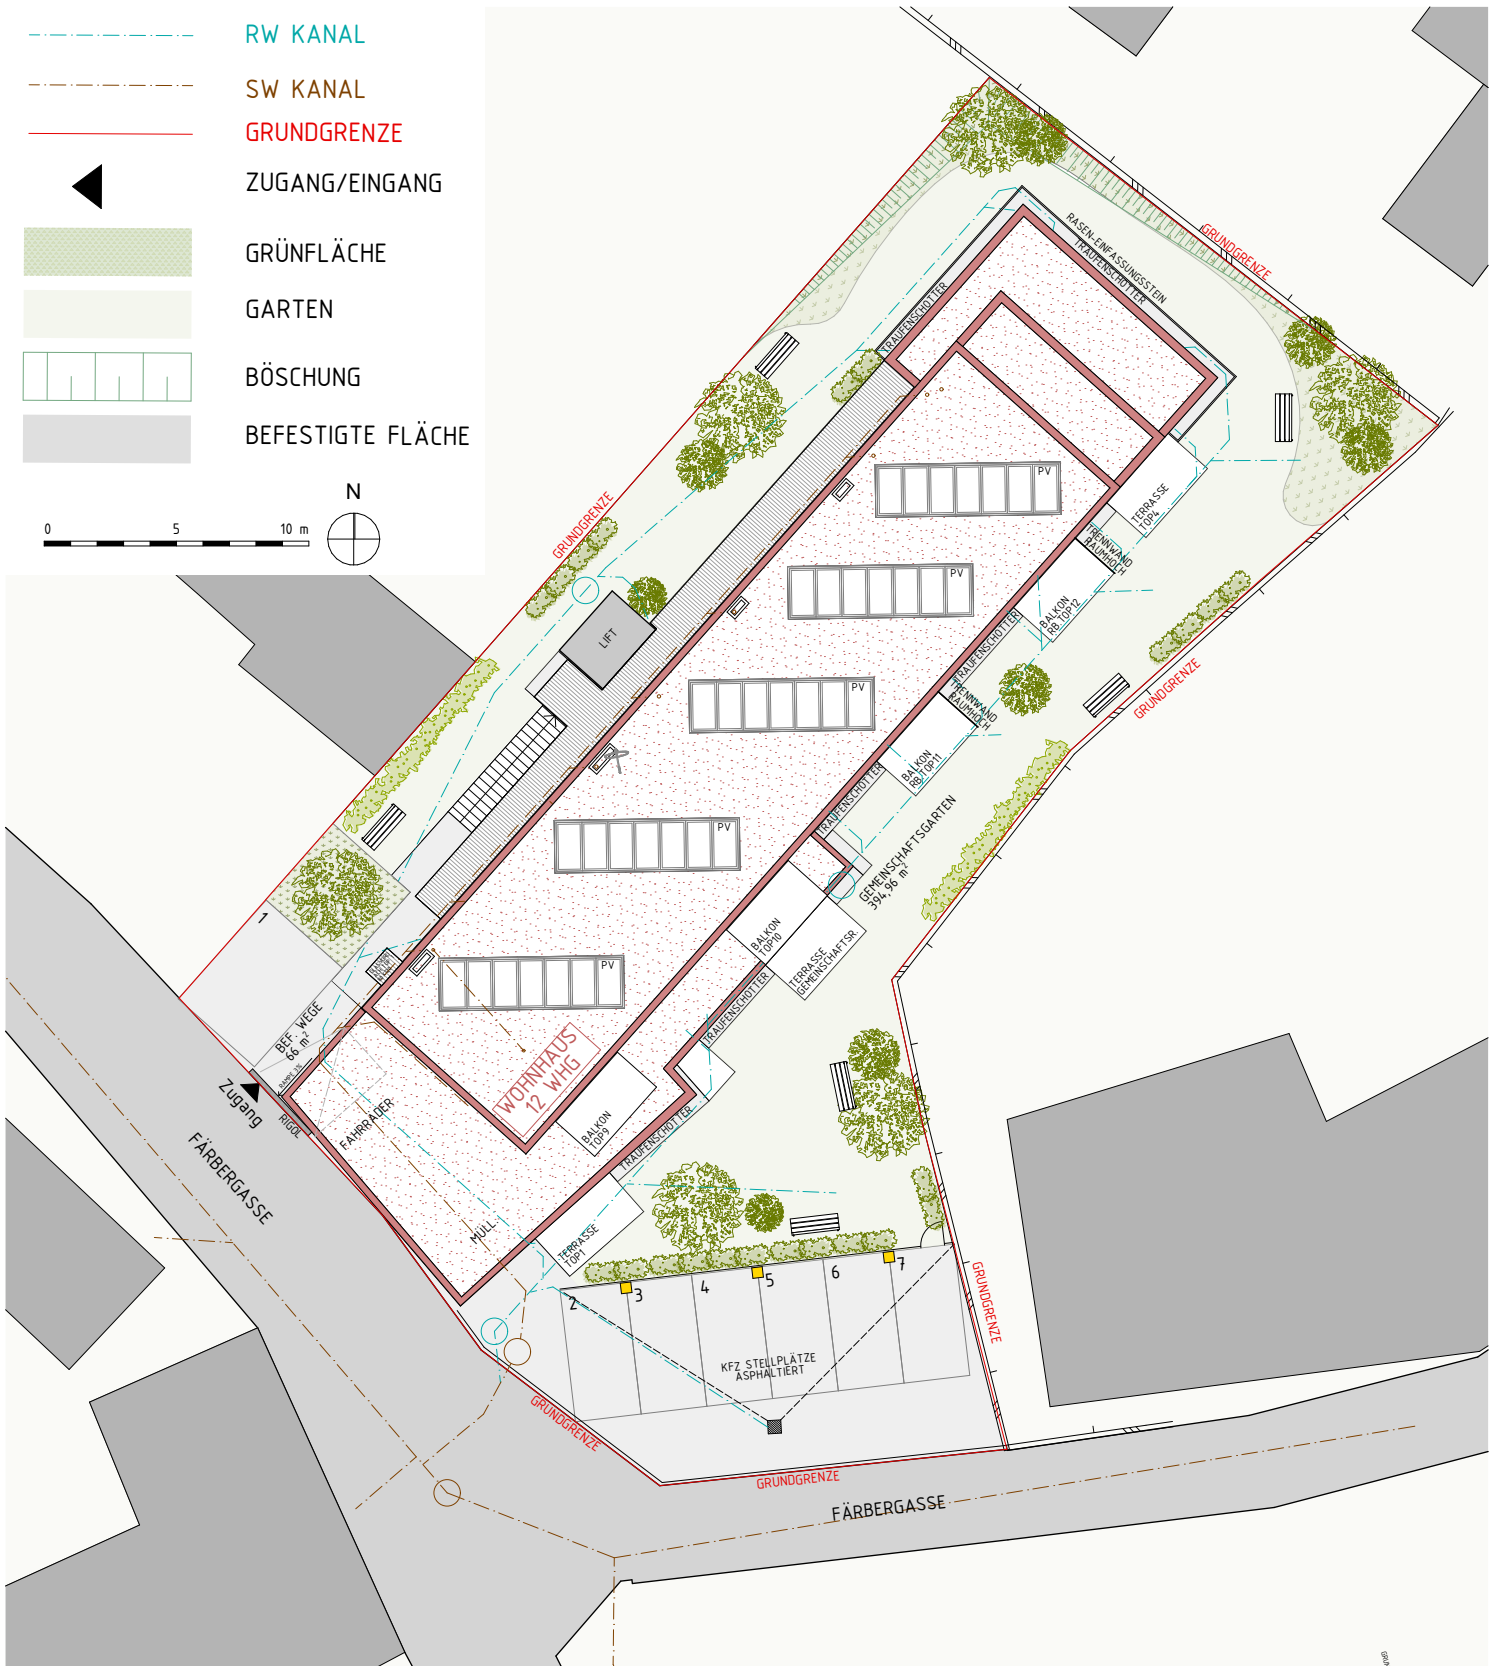 RW KANAL
SW KANAL
GRUNDGRENZE
ZUGANG/EINGANG
GRÜNFLÄCHE
GARTEN
BÖSCHUNG
BEFESTIGTE FLÄCHE
N
0 5 10 m
GRUNDGRENZE
RASEN-EINFASSUNGSSTEIN
TRAUFENSCHOTTER
TRAUFENSCHOTTER
GRUNDGRENZE
PV
TERRASSE
TOP4
TRENNWAND
RAUMHOCH
PV
BALKON
RB TOP12
LIFT
TRAUFENSCHOTTER
GRUNDGRENZE
PV
TRENNWAND
RAUMHOCH
BALKON
RB TOP11
TRAUFENSCHOTTER
PV
GEMEINSCHAFTSGARTEN
394,96 m²
1
BALKON
TOP10
TERRASSE
GEMEINSCHAFTSR.
PV
TRAUFENSCHOTTER
BEF. WEGE
66 m²
WOHNHAUS
12 WHG
Zugang
RIGOL
FAHRRÄDER
BALKON
TOP9
TRAUFENSCHOTTER
FÄRBERGASSE
MÜLL
TERRASSE
TOP1
2
3
4
5
6
7
GRUNDGRENZE
KFZ STELLPLÄTZE
ASPHALTIERT
GRUNDGRENZE
GRUNDGRENZE
FÄRBERGASSE